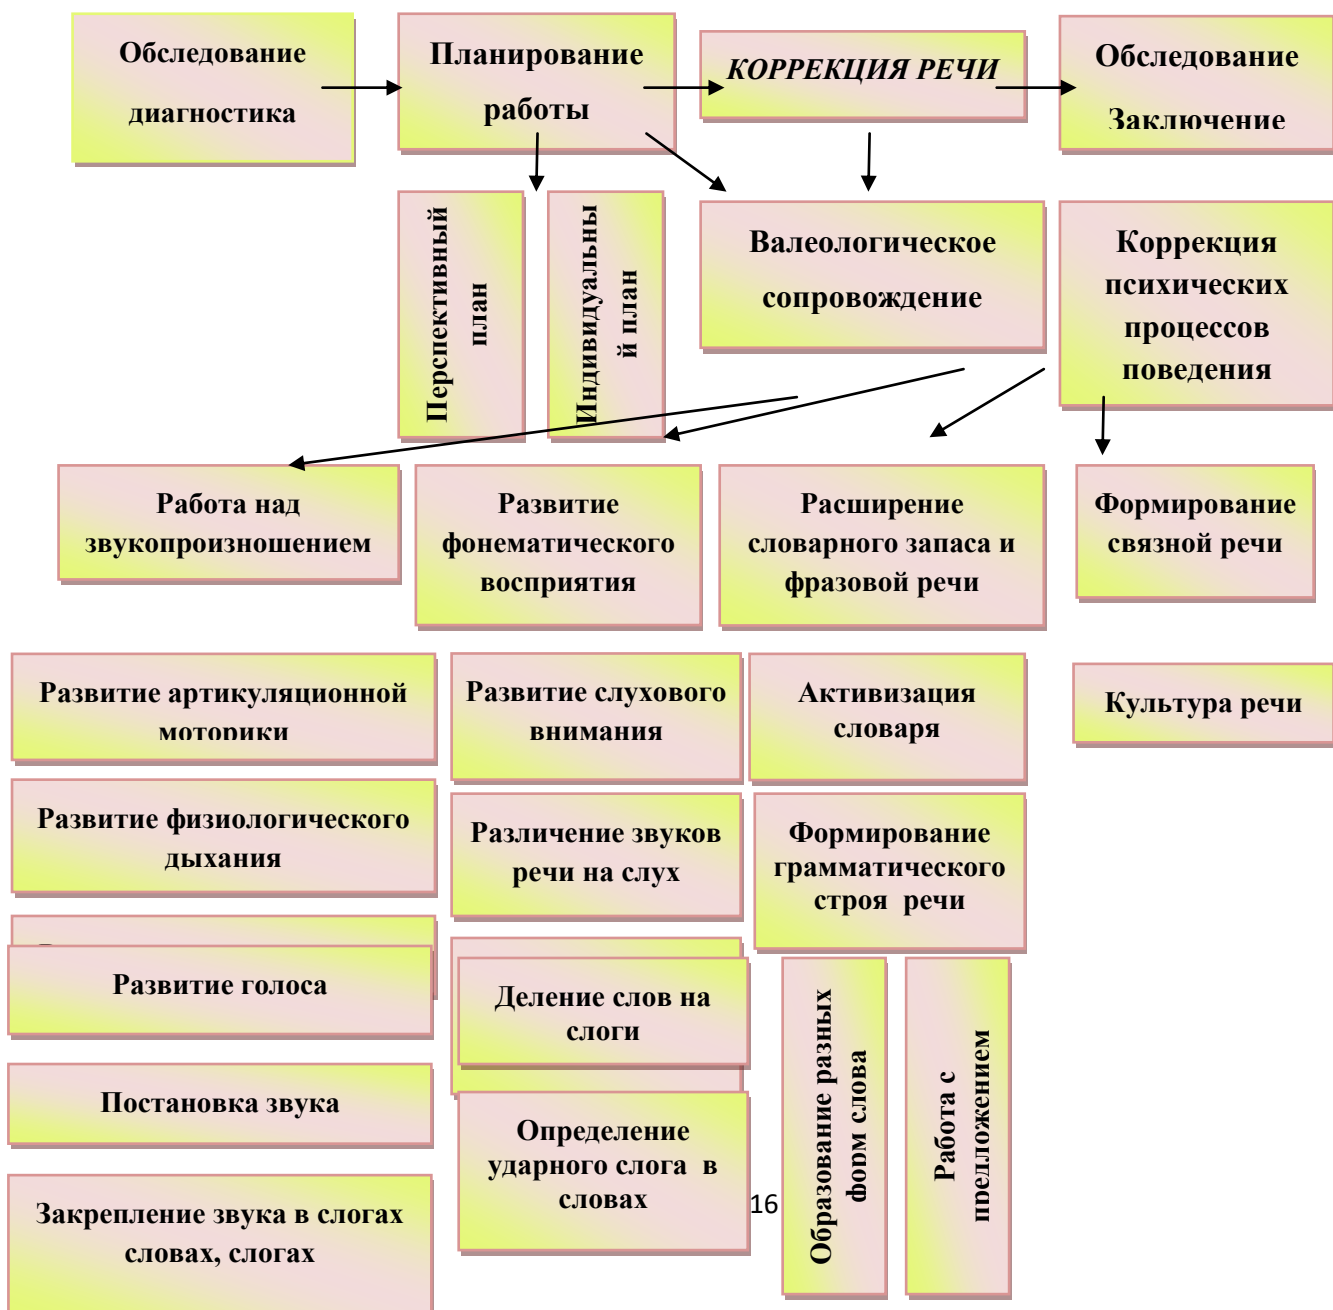 Обследование
диагностика
Планирование
работы
КОРРЕКЦИЯ РЕЧИ
Обследование
Заключение
Перспективный
план
Индивидуальны
й план
Валеологическое
сопровождение
Коррекция
психических
процессов
поведения
Работа над
звукопроизношением
Развитие
фонематического
восприятия
Расширение
словарного запаса и
фразовой речи
Формирование
связной речи
Развитие артикуляционной
моторики
Развитие слухового
внимания
Активизация
словаря
Культура речи
Развитие физиологического
дыхания
Различение звуков
речи на слух
Формирование
грамматического
строя речи
Развитие голоса
Деление слов на
слоги
Образование разных
форм слова
Работа с
предложением
Постановка звука
Определение
ударного слога в
словах
Закрепление звука в слогах
словах, слогах
16